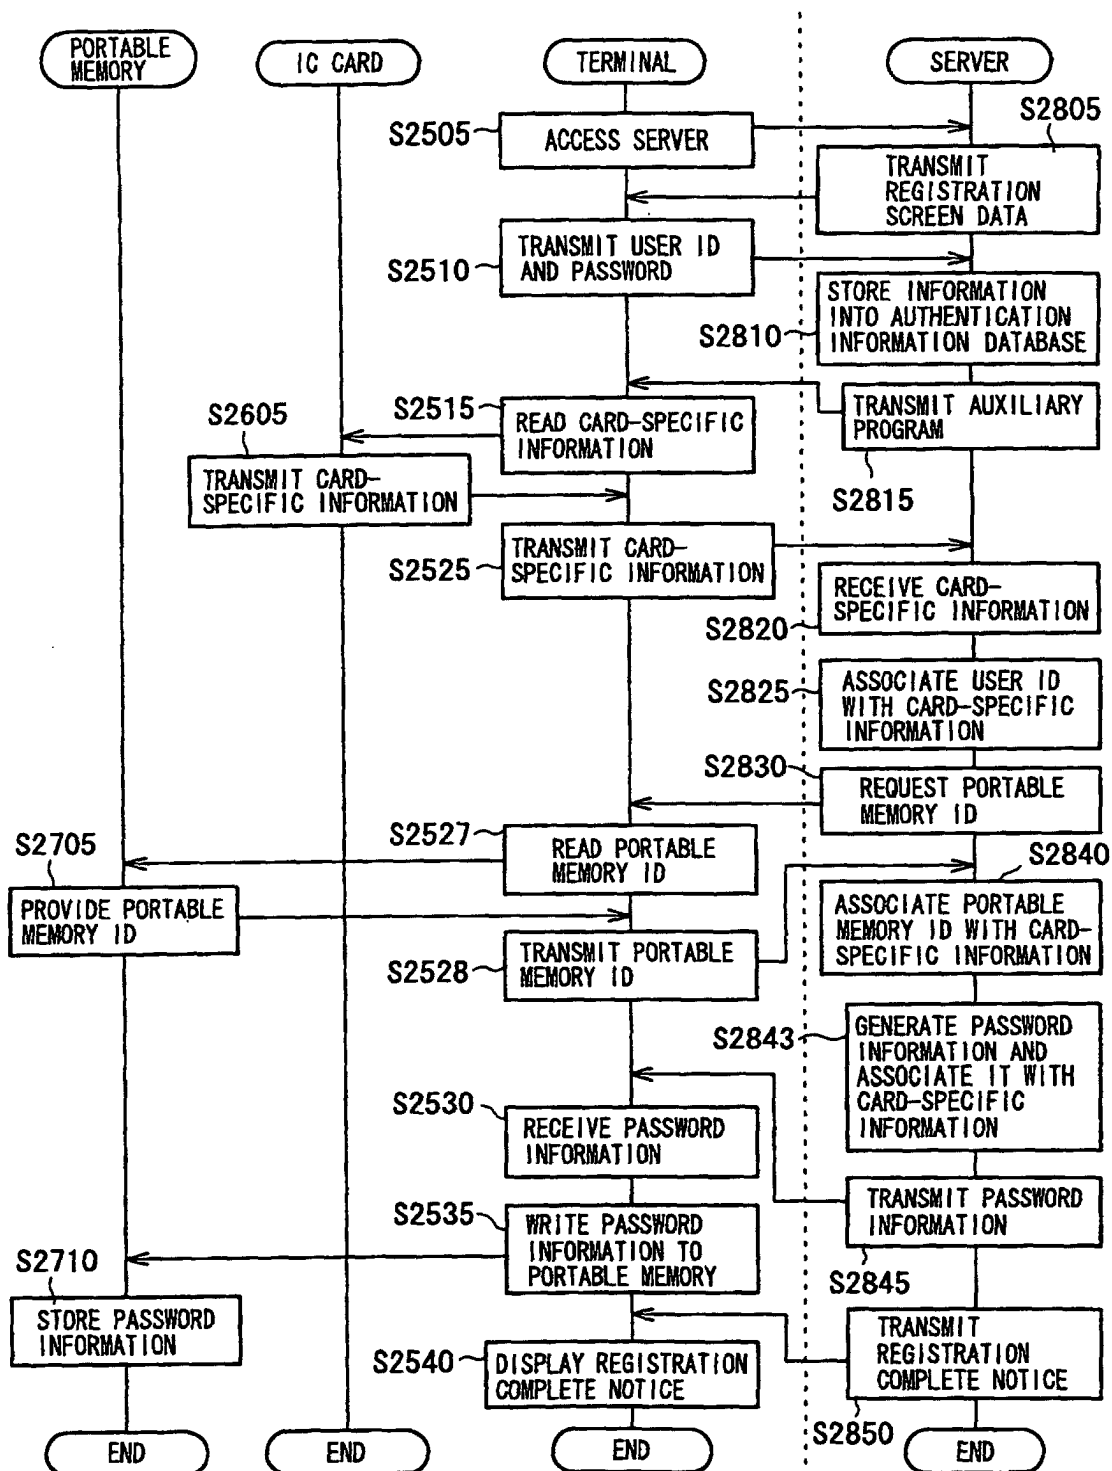 PORTABLE
MEMORY
IC CARD
TERMINAL
SERVER
S2505
ACCESS SERVER
S2805
TRANSMIT
REGISTRATION
SCREEN DATA
S2510
TRANSMIT USER ID
AND PASSWORD
S2810
STORE INFORMATION
INTO AUTHENTICATION
INFORMATION DATABASE
S2815
TRANSMIT AUXILIARY
PROGRAM
S2515
READ CARD-SPECIFIC
INFORMATION
S2605
TRANSMIT CARD-
SPECIFIC INFORMATION
S2525
TRANSMIT CARD-
SPECIFIC INFORMATION
S2820
RECEIVE CARD-
SPECIFIC INFORMATION
S2825
ASSOCIATE USER ID
WITH CARD-SPECIFIC
INFORMATION
S2830
REQUEST PORTABLE
MEMORY ID
S2527
READ PORTABLE
MEMORY ID
S2705
PROVIDE PORTABLE
MEMORY ID
S2528
TRANSMIT PORTABLE
MEMORY ID
S2840
ASSOCIATE PORTABLE
MEMORY ID WITH CARD-
SPECIFIC INFORMATION
S2843
GENERATE PASSWORD
INFORMATION AND
ASSOCIATE IT WITH
CARD-SPECIFIC
INFORMATION
S2530
RECEIVE PASSWORD
INFORMATION
S2845
TRANSMIT PASSWORD
INFORMATION
S2535
WRITE PASSWORD
INFORMATION TO
PORTABLE MEMORY
S2710
STORE PASSWORD
INFORMATION
S2540
DISPLAY REGISTRATION
COMPLETE NOTICE
S2850
TRANSMIT
REGISTRATION
COMPLETE NOTICE
END
END
END
END